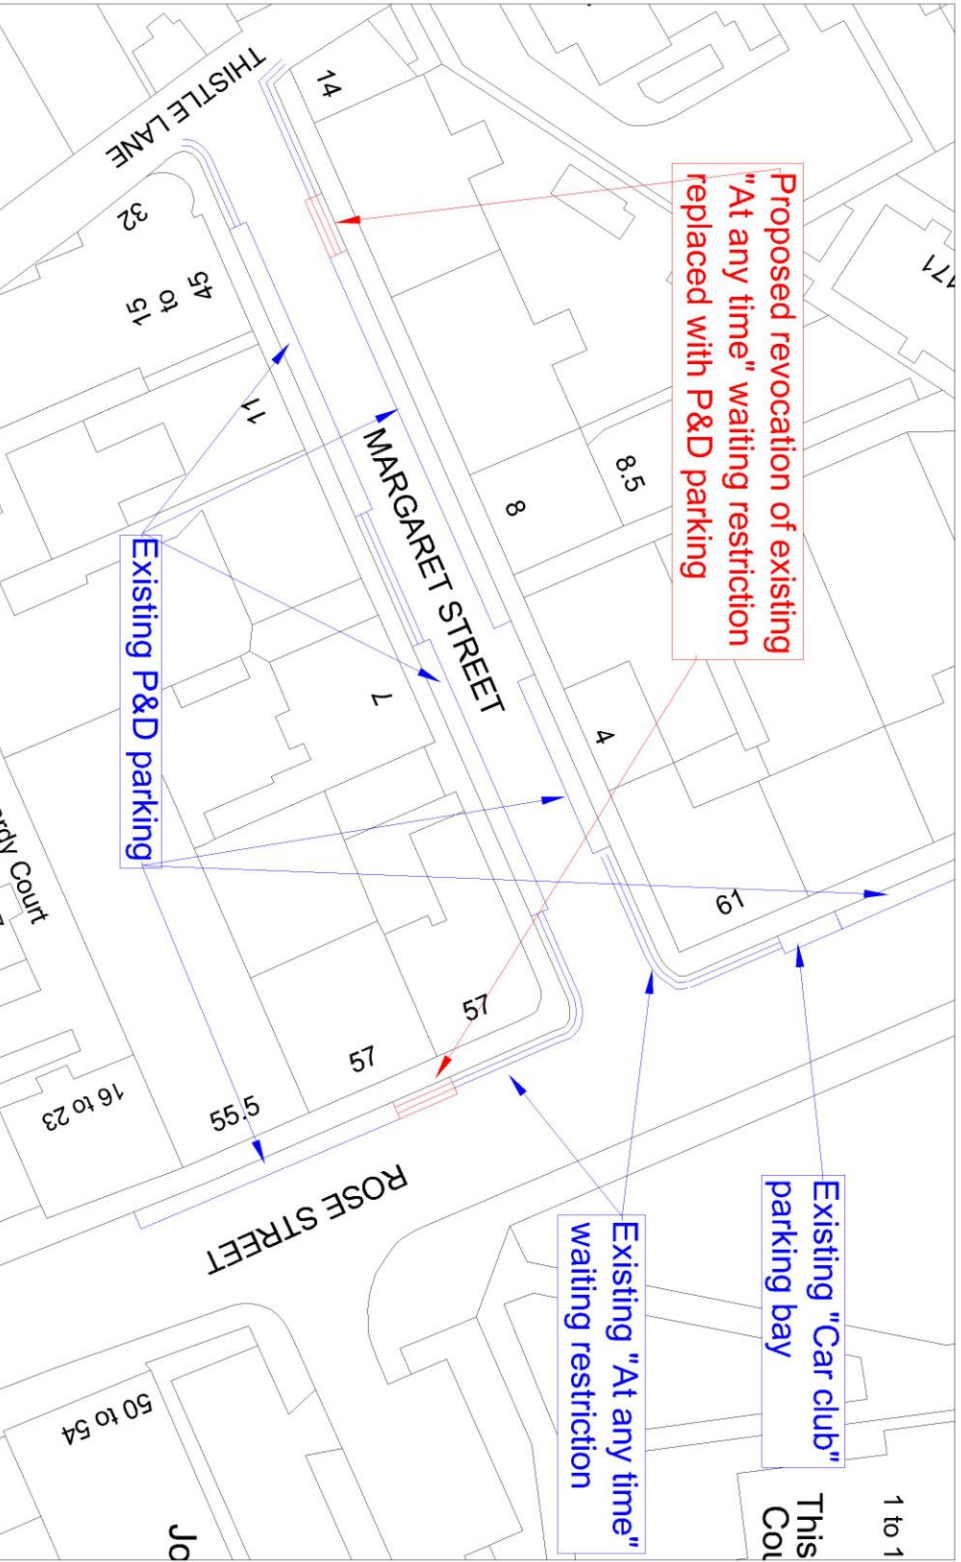 Proposed revocation of existing
"At any time" waiting restriction
replaced with P&D parking
Existing "Car club"
parking bay
Existing "At any time"
waiting restriction
Existing P&D parking
THISTLE LANE
MARGARET STREET
ROSE STREET
14
32
45
to
15
11
8.5
8
7
4
61
57
57
55.5
16 to 23
50 to 54
171
rdy Court
1 to 1
This
Cou
Jo